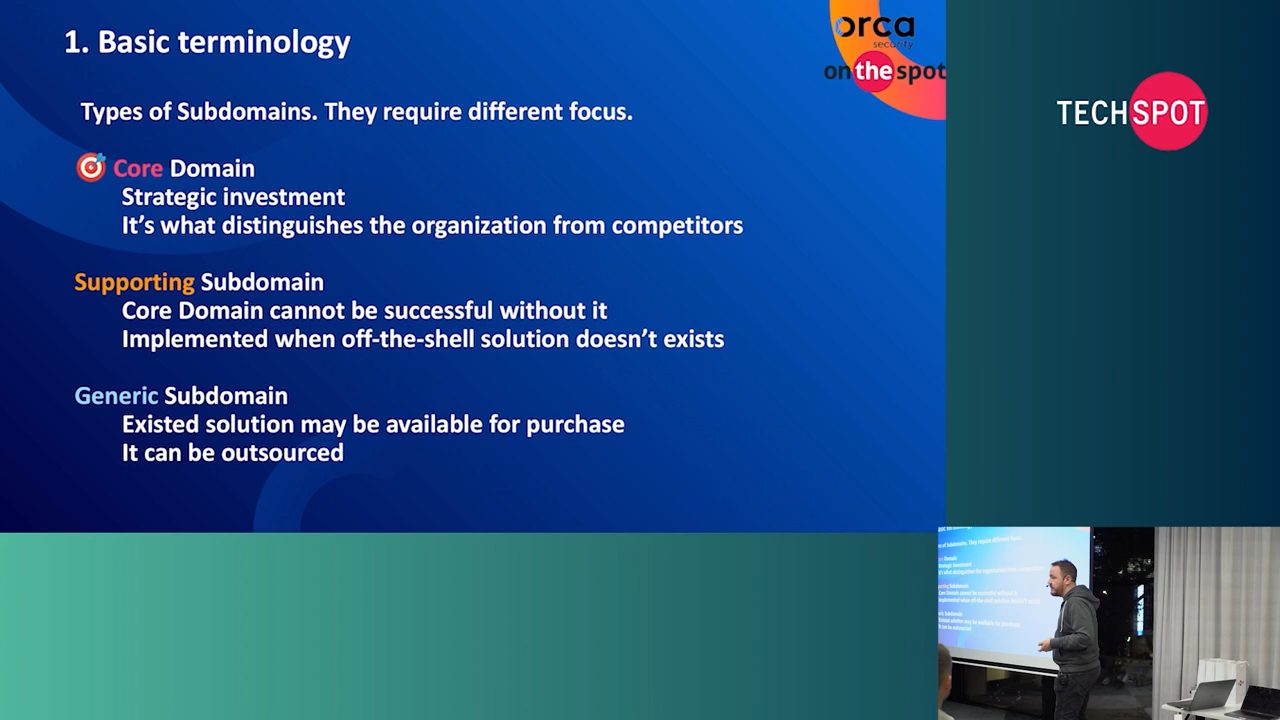 1. Basic terminology
orca
security
on the spot
TECHSPOT
Types of Subdomains. They require different focus.
Core Domain
Strategic investment
It’s what distinguishes the organization from competitors
Supporting Subdomain
Core Domain cannot be successful without it
Implemented when off-the-shell solution doesn’t exists
Generic Subdomain
Existed solution may be available for purchase
It can be outsourced